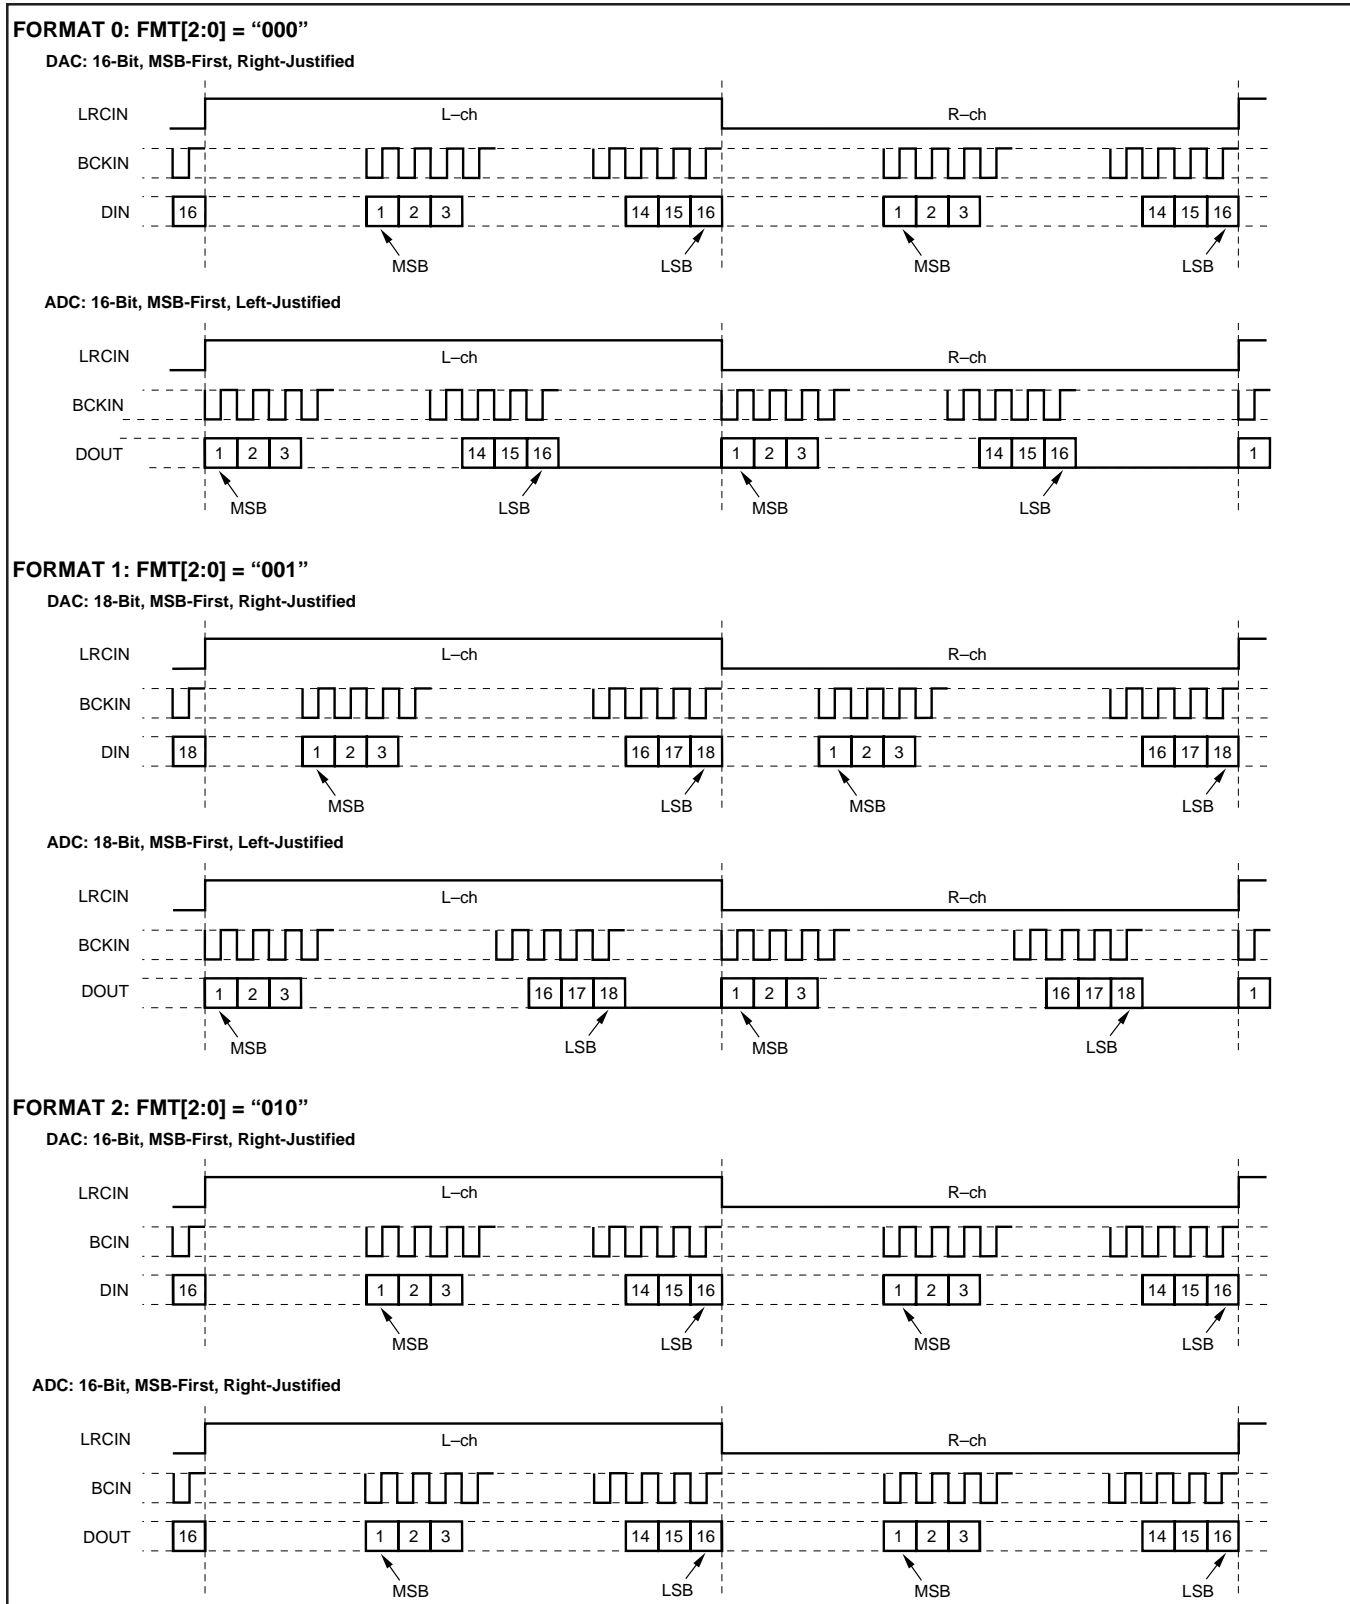 FORMAT 0: FMT[2:0] = “000”
DAC: 16-Bit, MSB-First, Right-Justified
LRCIN L–ch R–ch
BCKIN
DIN 16 1 2 3 14 15 16 1 2 3 14 15 16
MSB LSB MSB LSB
ADC: 16-Bit, MSB-First, Left-Justified
LRCIN L–ch R–ch
BCKIN
DOUT 1 2 3 14 15 16 1 2 3 14 15 16 1
MSB LSB MSB LSB
FORMAT 1: FMT[2:0] = “001”
DAC: 18-Bit, MSB-First, Right-Justified
LRCIN L–ch R–ch
BCKIN
DIN 18 1 2 3 16 17 18 1 2 3 16 17 18
MSB LSB MSB LSB
ADC: 18-Bit, MSB-First, Left-Justified
LRCIN L–ch R–ch
BCKIN
DOUT 1 2 3 16 17 18 1 2 3 16 17 18 1
MSB LSB MSB LSB
FORMAT 2: FMT[2:0] = “010”
DAC: 16-Bit, MSB-First, Right-Justified
LRCIN L–ch R–ch
BCIN
DIN 16 1 2 3 14 15 16 1 2 3 14 15 16
MSB LSB MSB LSB
ADC: 16-Bit, MSB-First, Right-Justified
LRCIN L–ch R–ch
BCIN
DOUT 16 1 2 3 14 15 16 1 2 3 14 15 16
MSB LSB MSB LSB